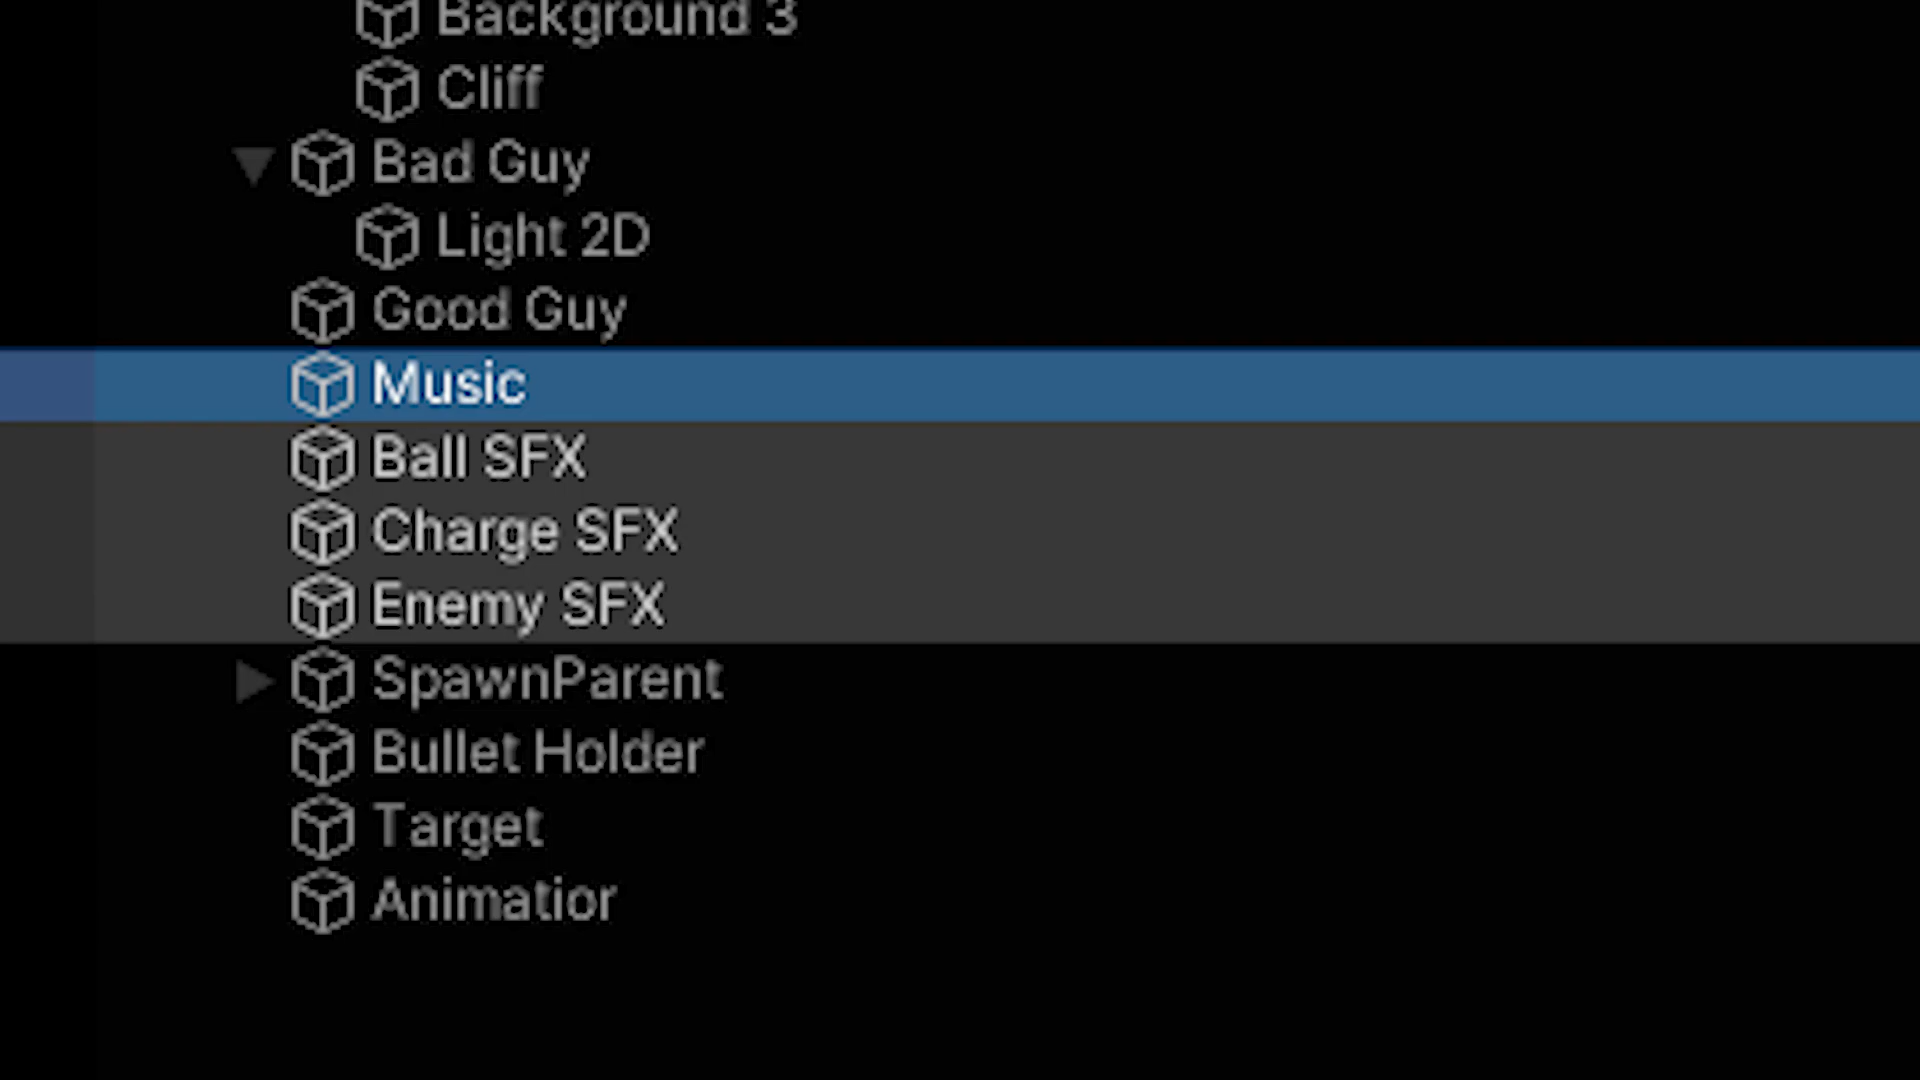 Background 3
Cliff
Bad Guy
Light 2D
Good Guy
Music
Ball SFX
Charge SFX
Enemy SFX
SpawnParent
Bullet Holder
Target
Animatior